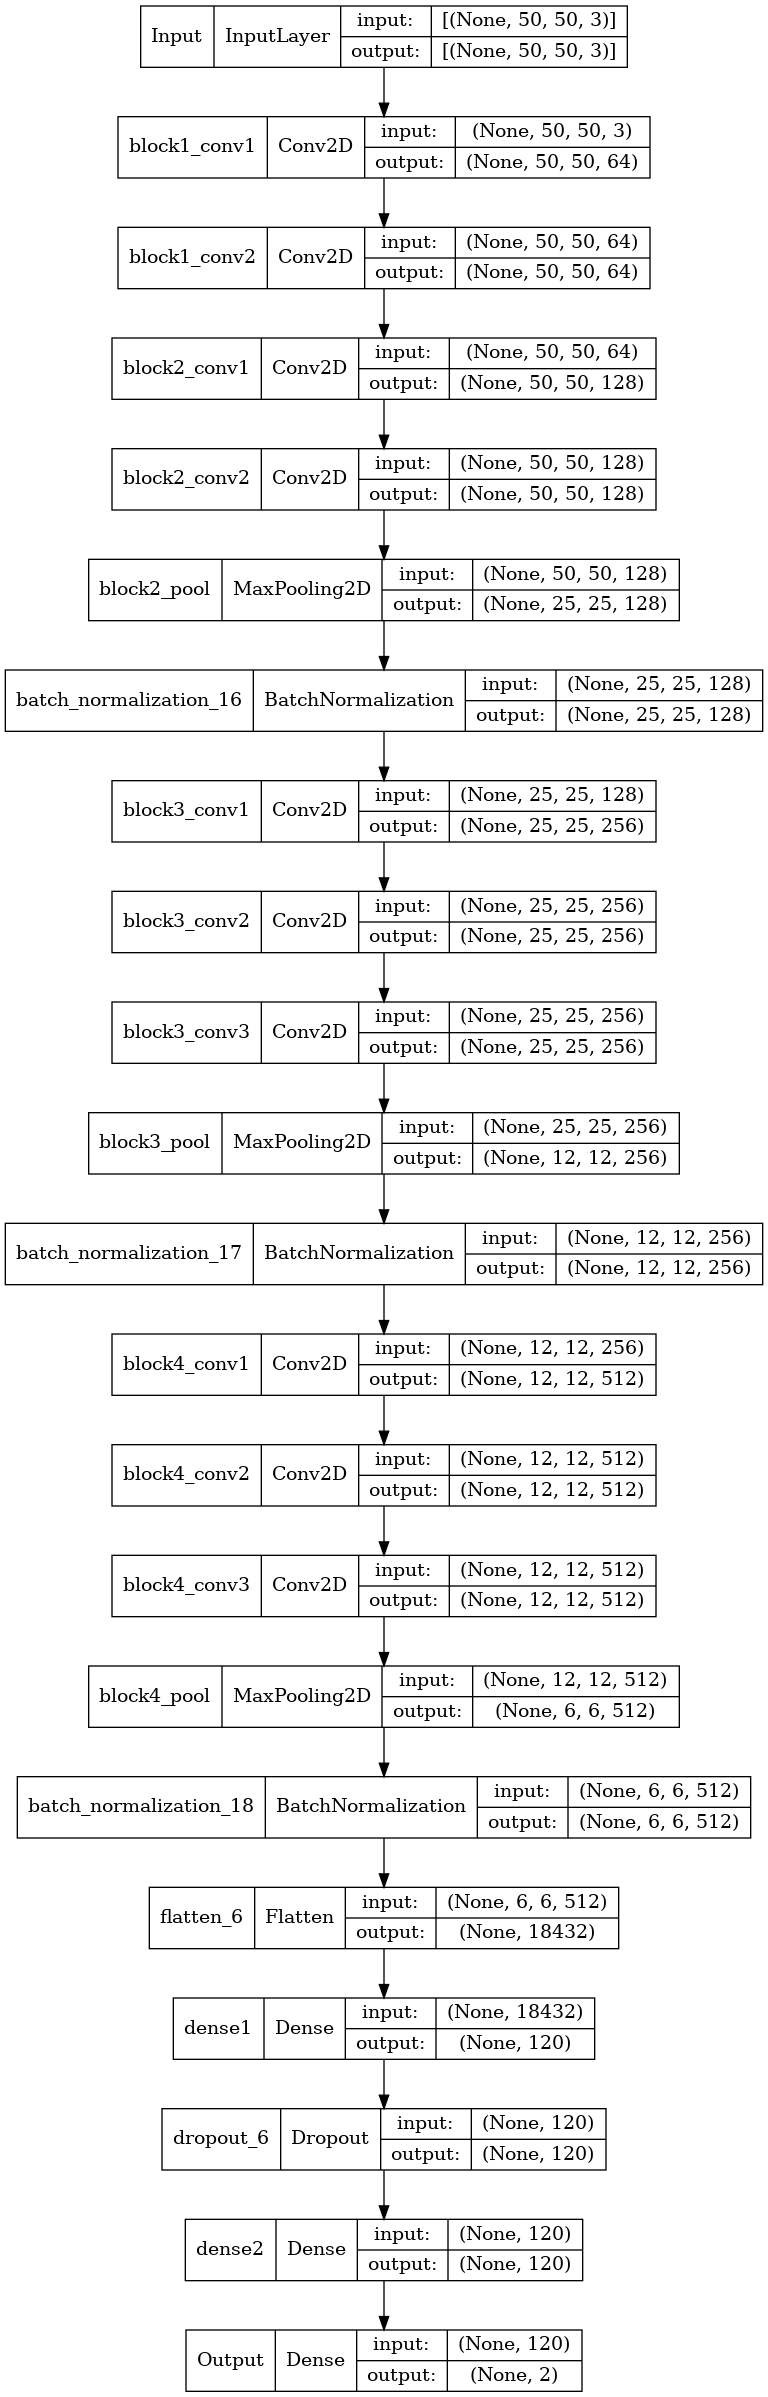 Input InputLayer input: [(None, 50, 50, 3)]
output: [(None, 50, 50, 3)]
block1_conv1 Conv2D input: (None, 50, 50, 3)
output: (None, 50, 50, 64)
block1_conv2 Conv2D input: (None, 50, 50, 64)
output: (None, 50, 50, 64)
block2_conv1 Conv2D input: (None, 50, 50, 64)
output: (None, 50, 50, 128)
block2_conv2 Conv2D input: (None, 50, 50, 128)
output: (None, 50, 50, 128)
block2_pool MaxPooling2D input: (None, 50, 50, 128)
output: (None, 25, 25, 128)
batch_normalization_16 BatchNormalization input: (None, 25, 25, 128)
output: (None, 25, 25, 128)
block3_conv1 Conv2D input: (None, 25, 25, 128)
output: (None, 25, 25, 256)
block3_conv2 Conv2D input: (None, 25, 25, 256)
output: (None, 25, 25, 256)
block3_conv3 Conv2D input: (None, 25, 25, 256)
output: (None, 25, 25, 256)
block3_pool MaxPooling2D input: (None, 25, 25, 256)
output: (None, 12, 12, 256)
batch_normalization_17 BatchNormalization input: (None, 12, 12, 256)
output: (None, 12, 12, 256)
block4_conv1 Conv2D input: (None, 12, 12, 256)
output: (None, 12, 12, 512)
block4_conv2 Conv2D input: (None, 12, 12, 512)
output: (None, 12, 12, 512)
block4_conv3 Conv2D input: (None, 12, 12, 512)
output: (None, 12, 12, 512)
block4_pool MaxPooling2D input: (None, 12, 12, 512)
output: (None, 6, 6, 512)
batch_normalization_18 BatchNormalization input: (None, 6, 6, 512)
output: (None, 6, 6, 512)
flatten_6 Flatten input: (None, 6, 6, 512)
output: (None, 18432)
dense1 Dense input: (None, 18432)
output: (None, 120)
dropout_6 Dropout input: (None, 120)
output: (None, 120)
dense2 Dense input: (None, 120)
output: (None, 120)
Output Dense input: (None, 120)
output: (None, 2)